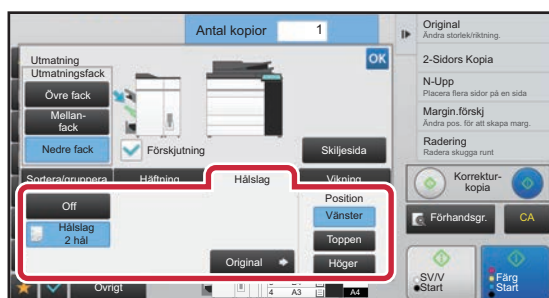 Antal kopior
1
Utmatning
Utmatningsfack
Övre fack
Mellan-
fack
Nedre fack
OK
Förskjutning
Skiljesida
Sortera/gruppera
Häftning
Hålslag
Vikning
Off
Hålslag
2 hål
Position
Vänster
Toppen
Höger
Original
Övrigt
4
A3
A4
Original
Ändra storlek/riktning.
2-Sidors Kopia
N-Upp
Placera flera sidor på en sida
Margin.förskj
Ändra pos. för att skapa marg.
Radering
Radera skugga runt
Korrektur-
kopia
Förhandsgr.
CA
SV/V
Start
Färg
Start